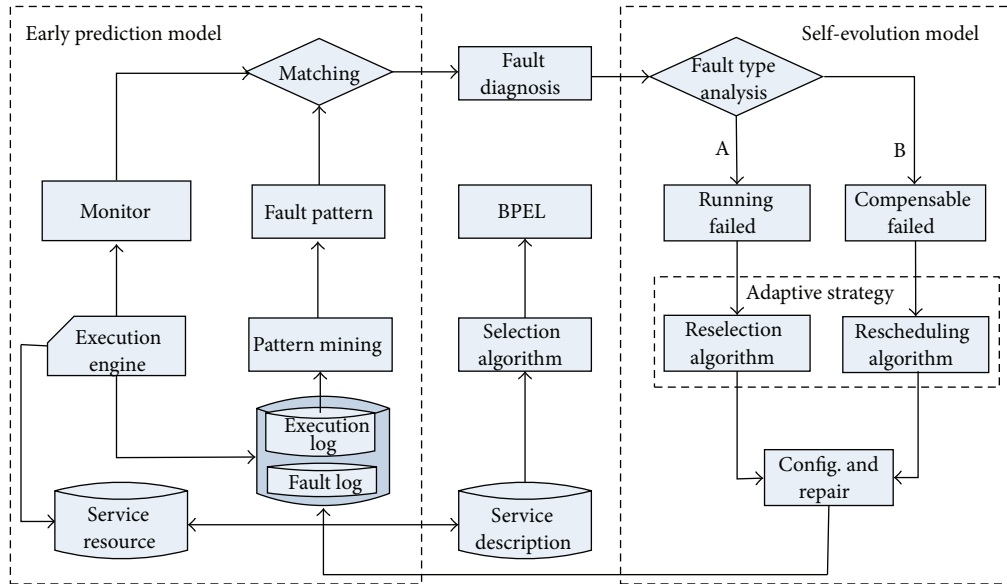 Early prediction model
Self-evolution model
Matching
Fault
diagnosis
Fault type
analysis
A
B
Monitor
Fault pattern
BPEL
Running
failed
Compensable
failed
Adaptive strategy
Execution
engine
Pattern mining
Selection
algorithm
Reselection
algorithm
Rescheduling
algorithm
Execution
log
Fault log
Config. and
repair
Service
resource
Service
description